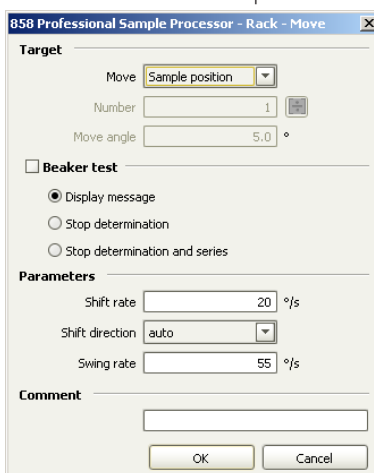 858 Professional Sample Processor - Rack - Move
Target
Move Sample position
Number 1
Move angle 5.0 °
Beaker test
Display message
Stop determination
Stop determination and series
Parameters
Shift rate 20 °/s
Shift direction auto
Swing rate 55 °/s
Comment
OK Cancel